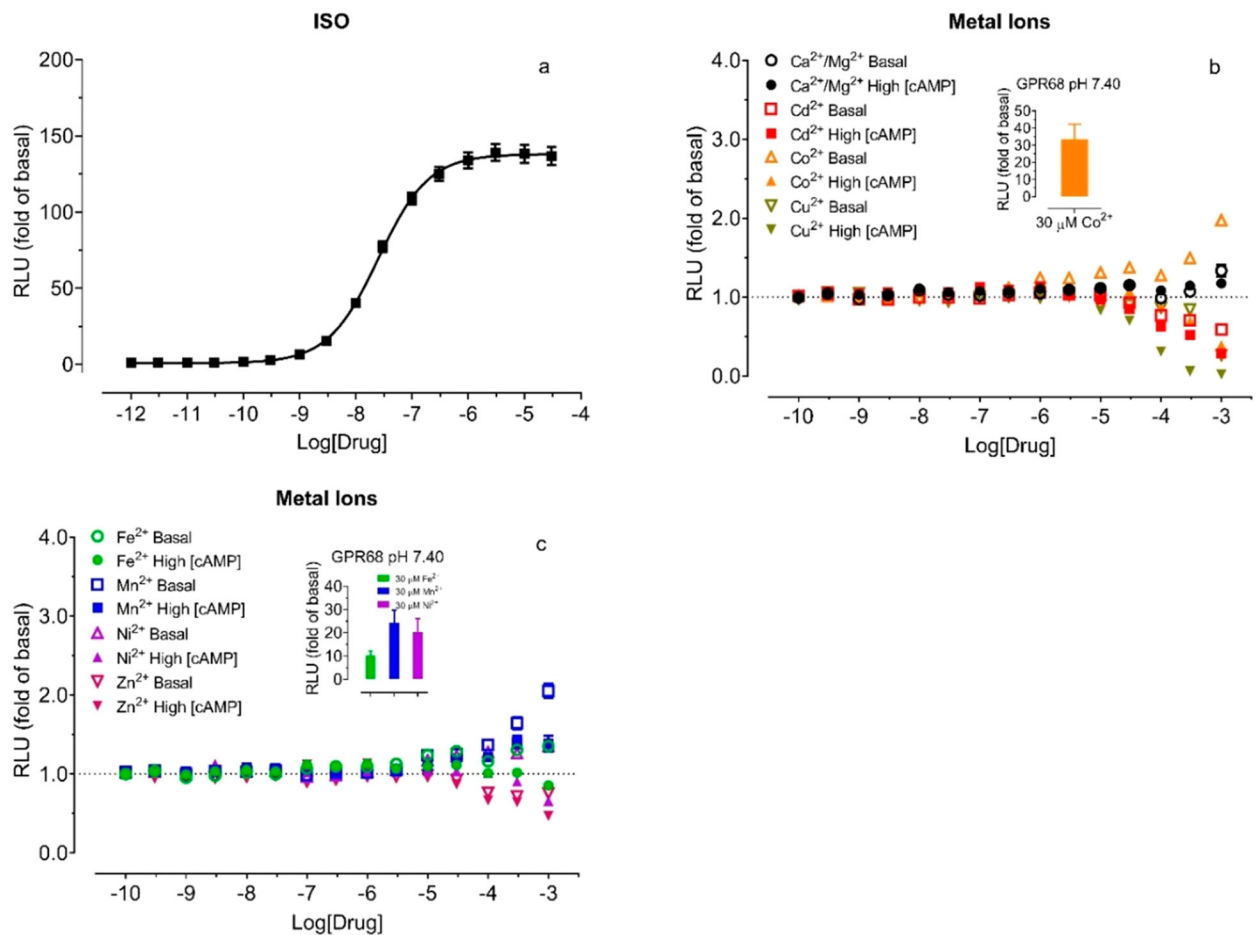 ISO
a
200
150
100
50
0
RLU (fold of basal)
-12 -11 -10 -9 -8 -7 -6 -5 -4
Log[Drug]
Metal Ions
b
4.0
3.0
2.0
1.0
0.0
RLU (fold of basal)
Ca²⁺/Mg²⁺ Basal
Ca²⁺/Mg²⁺ High [cAMP]
Cd²⁺ Basal
Cd²⁺ High [cAMP]
Co²⁺ Basal
Co²⁺ High [cAMP]
Cu²⁺ Basal
Cu²⁺ High [cAMP]
GPR68 pH 7.40
50
40
30
20
10
0
RLU (fold of basal)
30 μM Co²⁺
-10 -9 -8 -7 -6 -5 -4 -3
Log[Drug]
Metal Ions
c
4.0
3.0
2.0
1.0
0.0
RLU (fold of basal)
Fe²⁺ Basal
Fe²⁺ High [cAMP]
Mn²⁺ Basal
Mn²⁺ High [cAMP]
Ni²⁺ Basal
Ni²⁺ High [cAMP]
Zn²⁺ Basal
Zn²⁺ High [cAMP]
GPR68 pH 7.40
30 μM Fe²⁺
30 μM Mn²⁺
30 μM Ni²⁺
40
30
20
10
0
RLU (fold of basal)
-10 -9 -8 -7 -6 -5 -4 -3
Log[Drug]